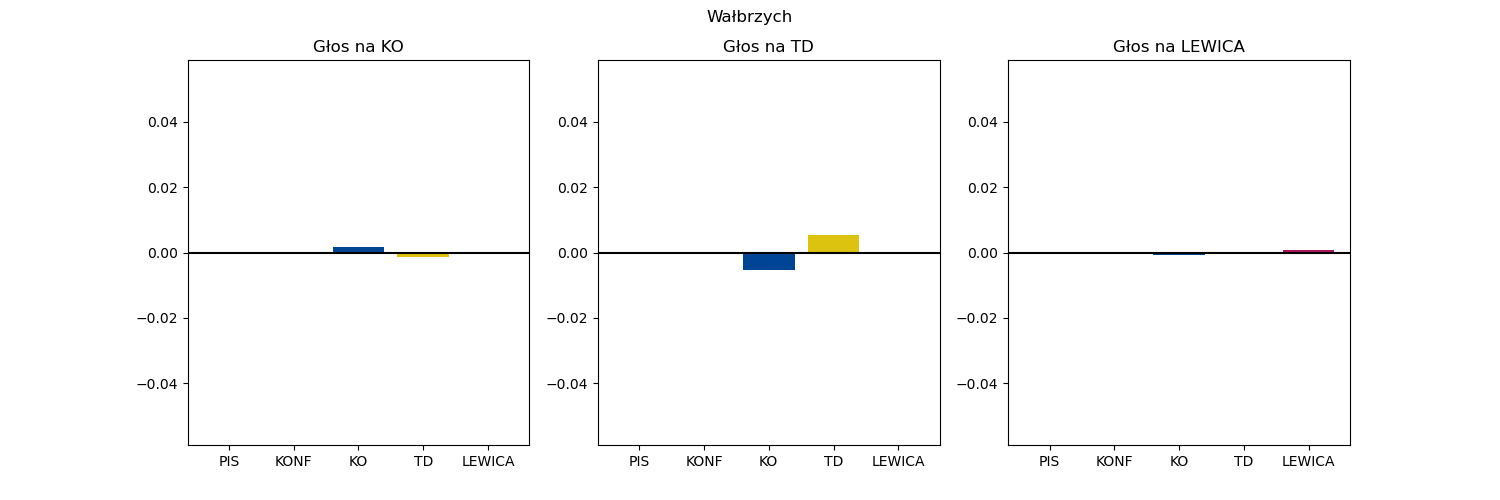 Wałbrzych
Głos na KO
Głos na TD
Głos na LEWICA
0.04
0.02
0.00
−0.02
−0.04
PIS KONF KO TD LEWICA
0.04
0.02
0.00
−0.02
−0.04
PIS KONF KO TD LEWICA
0.04
0.02
0.00
−0.02
−0.04
PIS KONF KO TD LEWICA